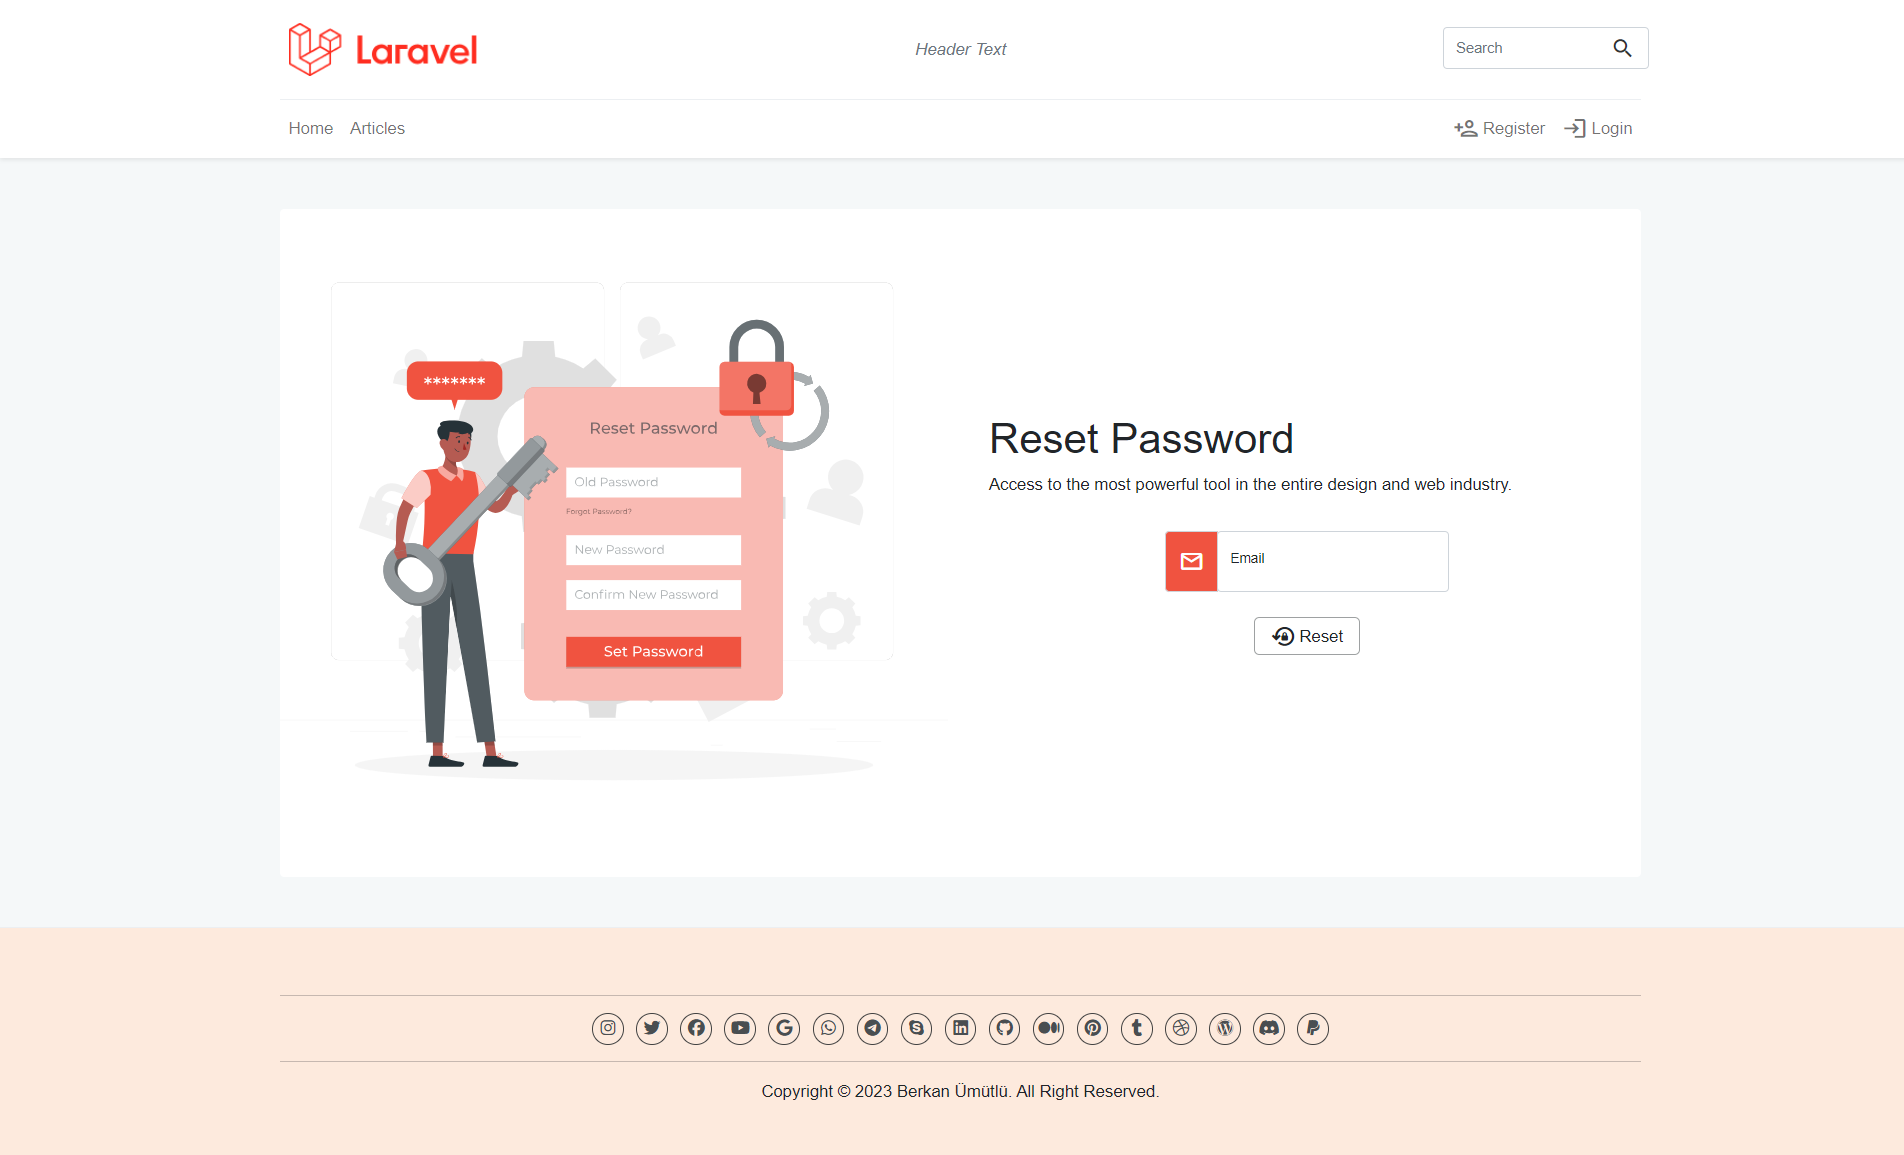 Laravel
Header Text
Search
Home
Articles
Register
Login
*******
Reset Password
Old Password
Forgot Password?
New Password
Confirm New Password
Set Password
Reset Password
Access to the most powerful tool in the entire design and web industry.
Email
Reset
Copyright © 2023 Berkan Ümütlü. All Right Reserved.